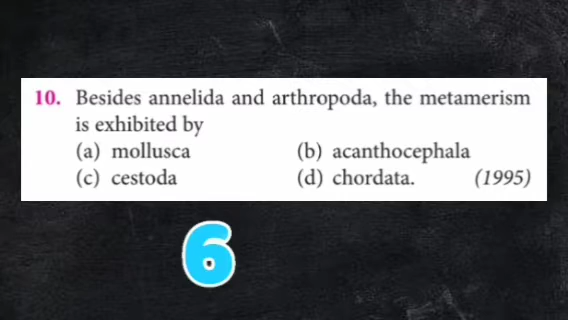 10. Besides annelida and arthropoda, the metamerism
is exhibited by
(a) mollusca (b) acanthocephala
(c) cestoda (d) chordata. (1995)
6